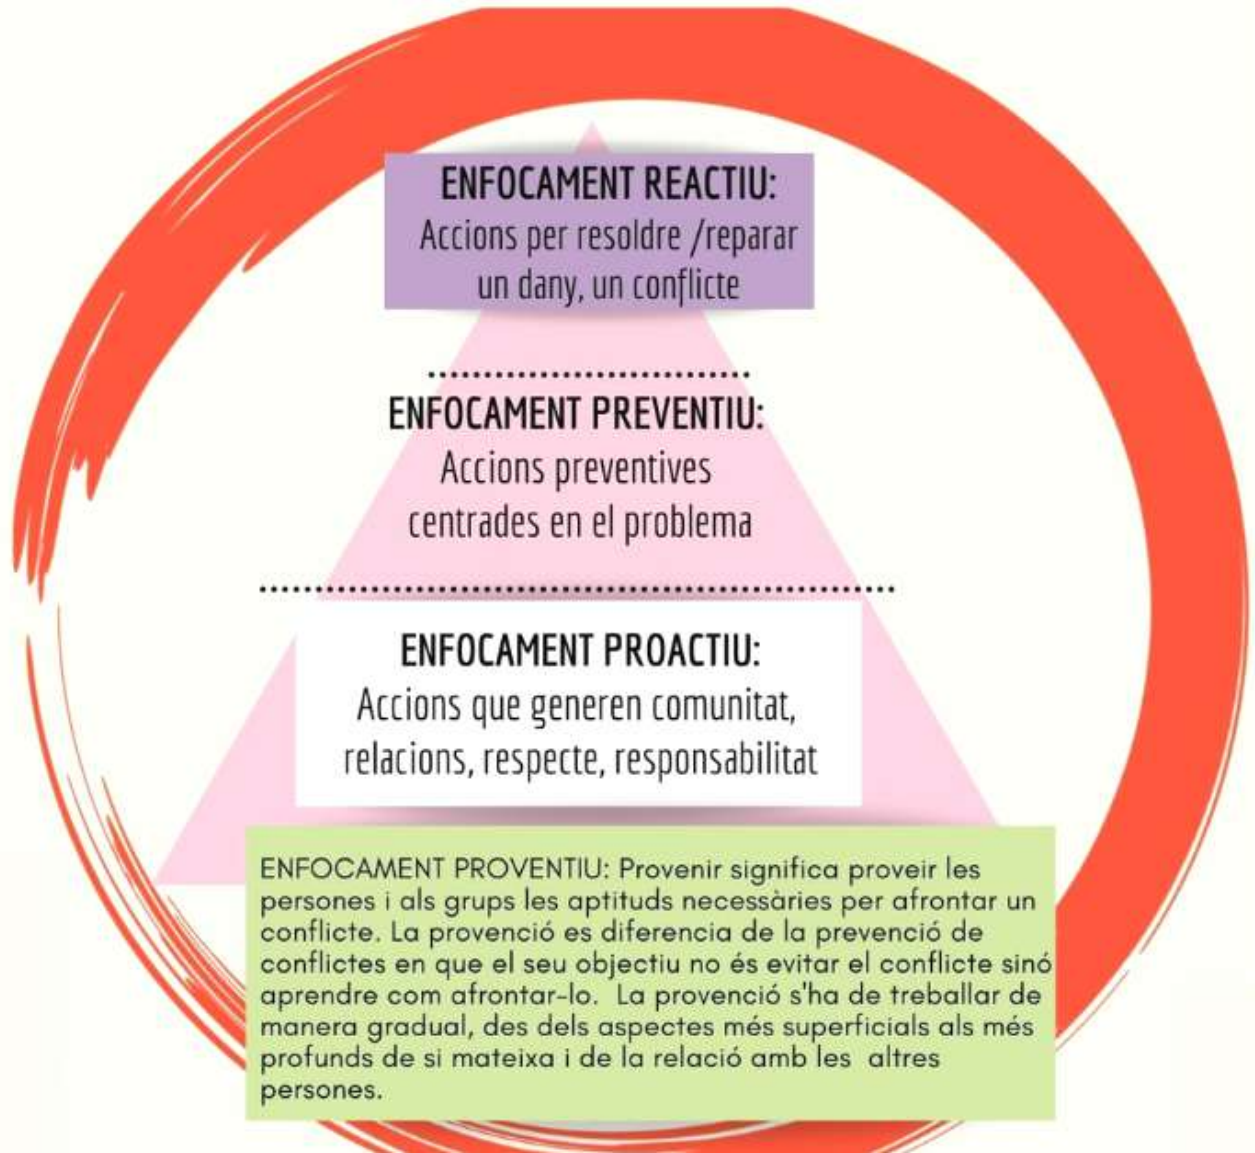 ENFOCAMENT REACTIU:
Accions per resoldre /reparar
un dany, un conflicte
ENFOCAMENT PREVENTIU:
Accions preventives
centrades en el problema
ENFOCAMENT PROACTIU:
Accions que generen comunitat,
relacions, respecte, responsabilitat
ENFOCAMENT PROVENTIU: Provenir significa proveir les
persones i als grups les aptituds necessàries per afrontar un
conflicte. La provenció es diferencia de la prevenció de
conflictes en que el seu objectiu no és evitar el conflicte sinó
aprendre com afrontar-lo.  La provenció s'ha de treballar de
manera gradual, des dels aspectes més superficials als més
profunds de si mateixa i de la relació amb les  altres
persones.